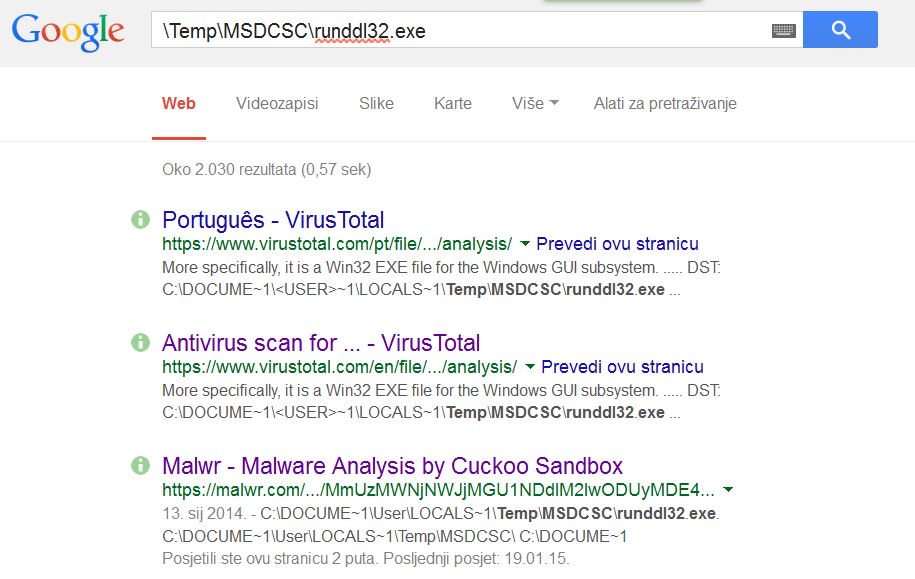 Google
\Temp\MSDCSC\runddl32.exe
Web Videozapisi Slike Karte Više Alati za pretraživanje
Oko 2.030 rezultata (0,57 sek)
Português - VirusTotal
https://www.virustotal.com/pt/file/.../analysis/ Prevedi ovu stranicu
More specifically, it is a Win32 EXE file for the Windows GUI subsystem. ..... DST:
C:\DOCUME~1\<USER>~1\LOCALS~1\Temp\MSDCSC\runddl32.exe ...
Antivirus scan for ... - VirusTotal
https://www.virustotal.com/en/file/.../analysis/ Prevedi ovu stranicu
More specifically, it is a Win32 EXE file for the Windows GUI subsystem. ..... DST:
C:\DOCUME~1\<USER>~1\LOCALS~1\Temp\MSDCSC\runddl32.exe ...
Malwr - Malware Analysis by Cuckoo Sandbox
https://malwr.com/.../MmUzMWNjNWJjMGU1NDdlM2IwODUyMDE4...
13. sij 2014. - C:\DOCUME~1\User\LOCALS~1\Temp\MSDCSC\runddl32.exe.
C:\DOCUME~1\User\LOCALS~1\Temp\MSDCSC\ C:\DOCUME~1
Posjetili ste ovu stranicu 2 puta. Posljednji posjet: 19.01.15.